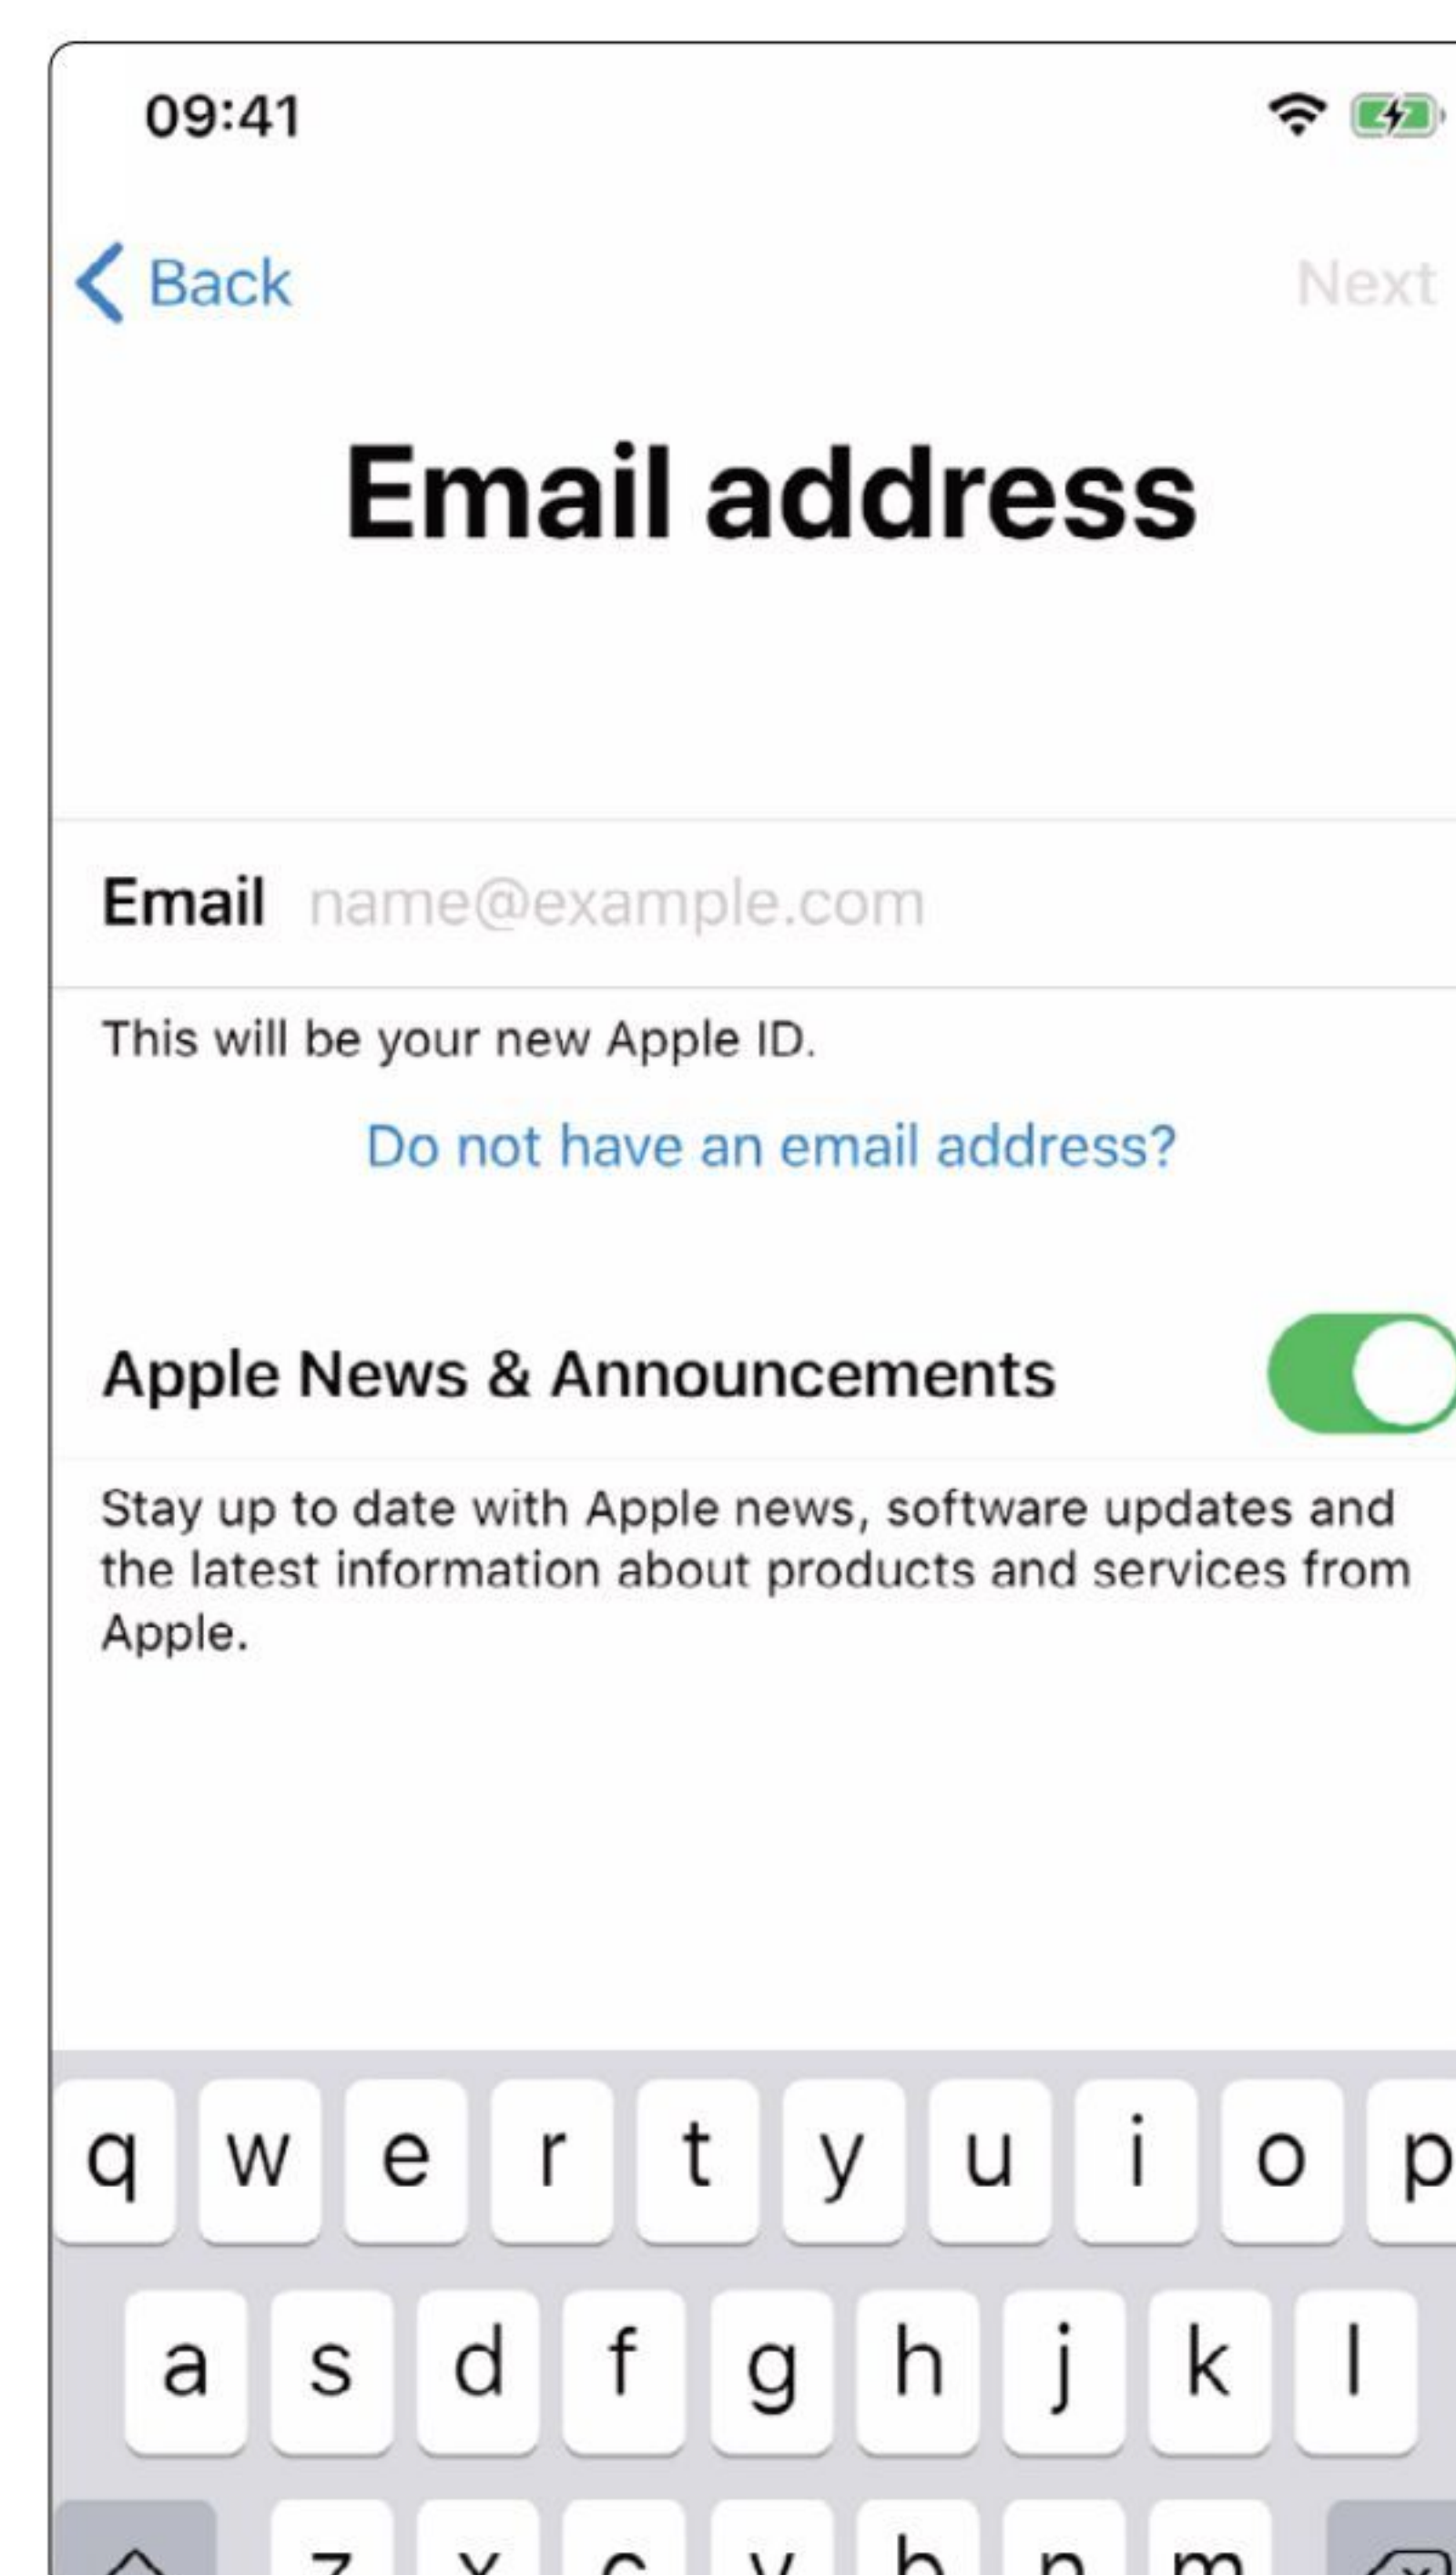 09:41
Back
Next
Email address
Email name@example.com
This will be your new Apple ID.
Do not have an email address?
Apple News & Announcements
Stay up to date with Apple news, software updates and
the latest information about products and services from
Apple.
q w e r t y u i o p
a s d f g h j k l
z x c v b n m